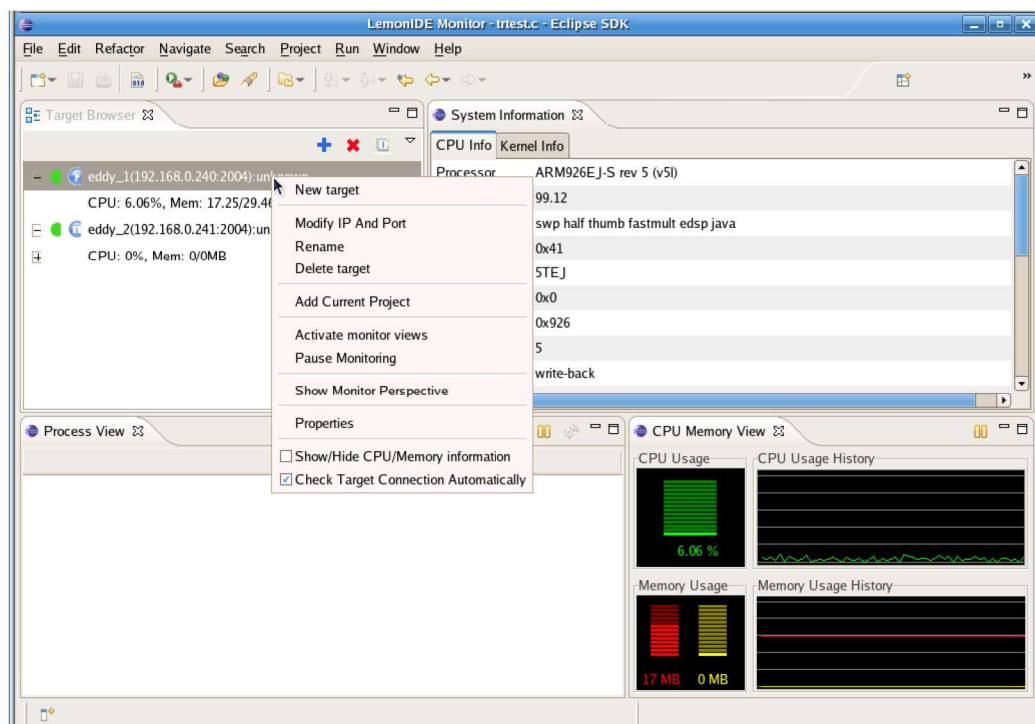 LemonIDE Monitor - trtest.c - Eclipse SDK
File Edit Refactor Navigate Search Project Run Window Help
010
»
Target Browser
System Information
CPU Info Kernel Info
eddy_1(192.168.0.240:2004):unknown
CPU: 6.06%, Mem: 17.25/29.46
eddy_2(192.168.0.241:2004):un
CPU: 0%, Mem: 0/0MB
New target
Modify IP And Port
Rename
Delete target
Add Current Project
Activate monitor views
Pause Monitoring
Show Monitor Perspective
Properties
Show/Hide CPU/Memory information
Check Target Connection Automatically
Processor ARM926EJ-S rev 5 (v5l)
99.12
swp half thumb fastmult edsp java
0x41
5TEJ
0x0
0x926
5
write-back
Process View
CPU Memory View
CPU Usage
CPU Usage History
6.06 %
Memory Usage
Memory Usage History
17 MB 0 MB